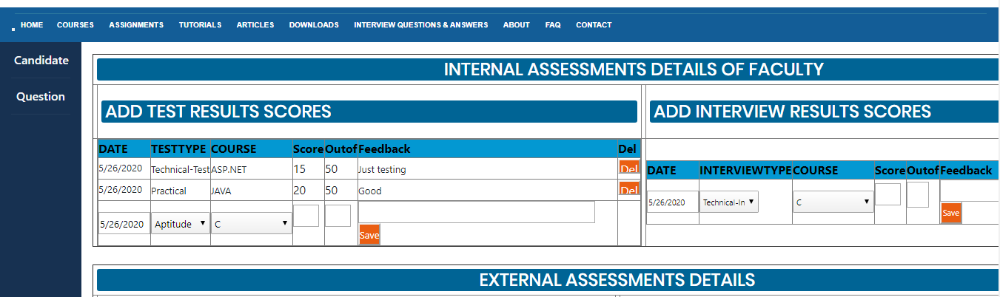 HOME COURSES ASSIGNMENTS TUTORIALS ARTICLES DOWNLOADS INTERVIEW QUESTIONS & ANSWERS ABOUT FAQ CONTACT
Candidate
Question
INTERNAL ASSESSMENTS DETAILS OF FACULTY
ADD TEST RESULTS SCORES
DATE TESTTYPE COURSE Score Outof Feedback Del
5/26/2020 Technical-Test ASP.NET 15 50 Just testing Del
5/26/2020 Practical JAVA 20 50 Good Del
5/26/2020 Aptitude C
Save
ADD INTERVIEW RESULTS SCORES
DATE INTERVIEWTYPE COURSE Score Outof Feedback
5/26/2020 Technical-In C
Save
EXTERNAL ASSESSMENTS DETAILS